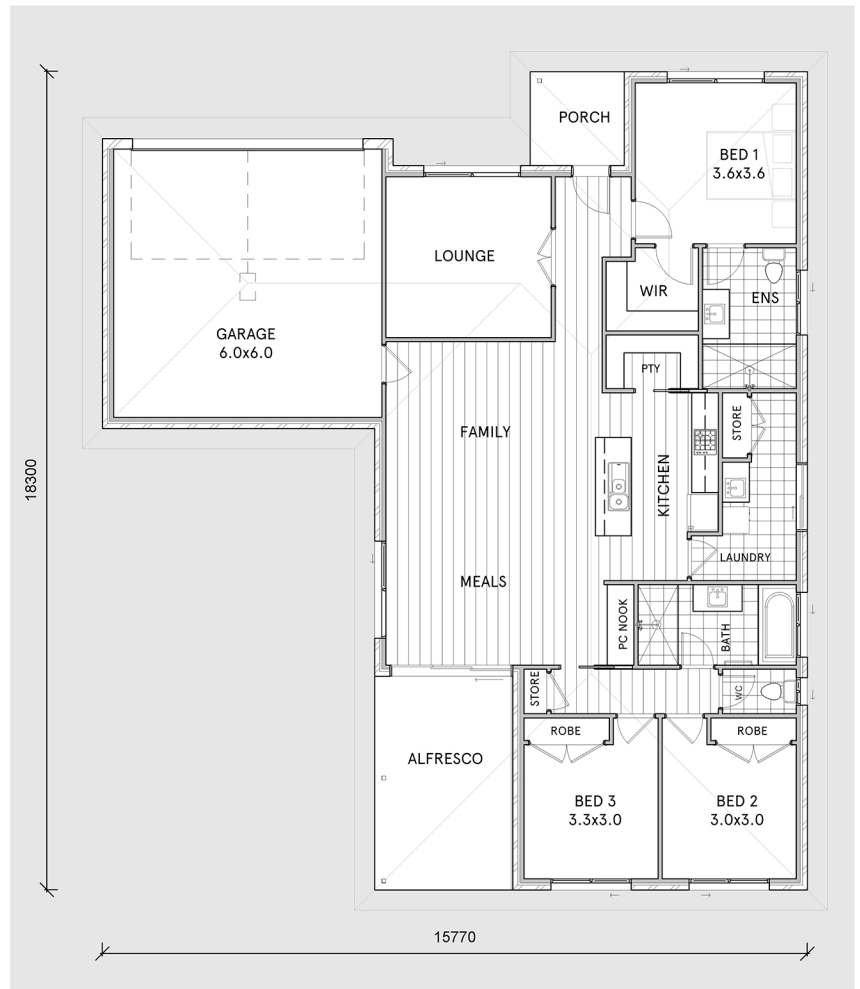 PORCH
BED 1
3.6x3.6
LOUNGE
WIR
ENS
GARAGE
6.0x6.0
PTY
STORE
FAMILY
KITCHEN
18300
LAUNDRY
MEALS
PC NOOK
BATH
STORE
WC
ROBE
ROBE
ALFRESCO
BED 3
3.3x3.0
BED 2
3.0x3.0
15770